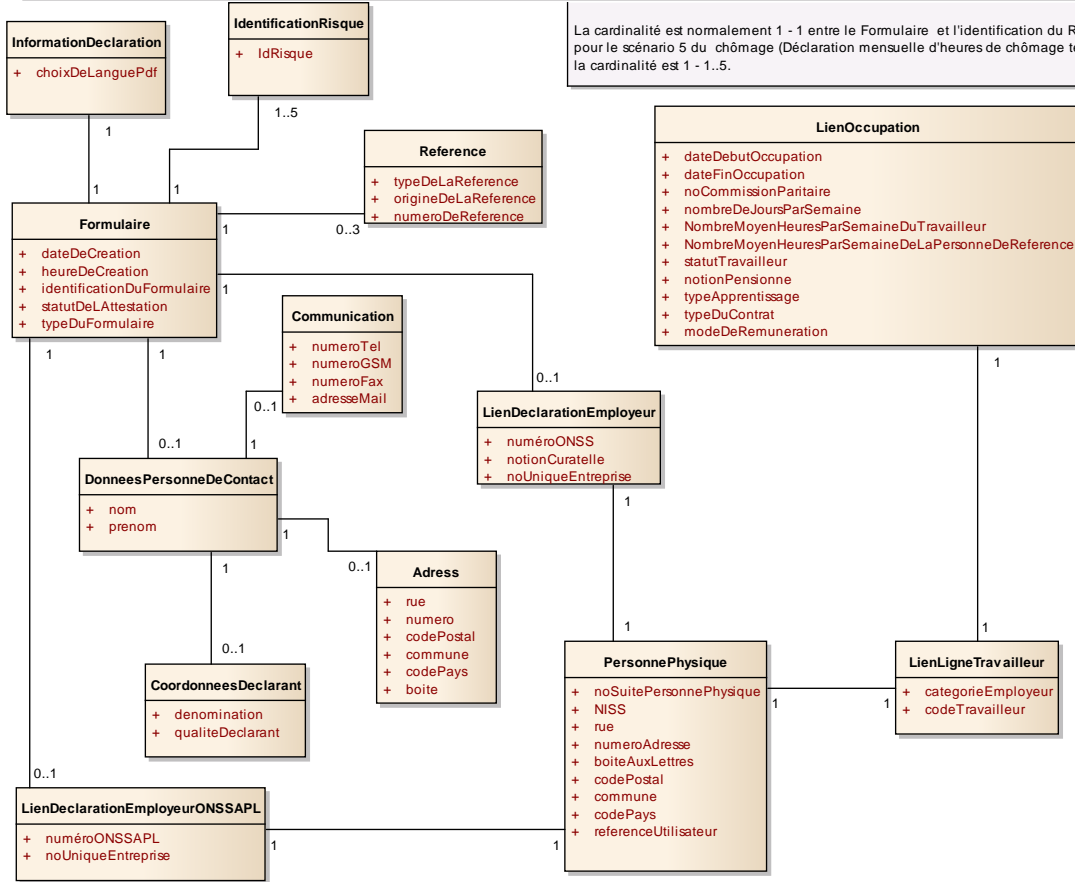 InformationDeclaration
+ choixDeLanguePdf
IdentificationRisque
+ IdRisque
La cardinalité est normalement 1 - 1 entre le Formulaire et l'identification du R
pour le scénario 5 du chômage (Déclaration mensuelle d'heures de chômage te
la cardinalité est 1 - 1..5.
1
1..5
1
1
Reference
+ typeDeLaReference
+ origineDeLaReference
+ numeroDeReference
1
0..3
Formulaire
+ dateDeCreation
+ heureDeCreation
+ identificationDuFormulaire
+ statutDeLAttestation
+ typeDuFormulaire
1
1
1
LienOccupation
+ dateDebutOccupation
+ dateFinOccupation
+ noCommissionParitaire
+ nombreDeJoursParSemaine
+ NombreMoyenHeuresParSemaineDuTravailleur
+ NombreMoyenHeuresParSemaineDeLaPersonneDeReference
+ statutTravailleur
+ notionPensionne
+ typeApprentissage
+ typeDuContrat
+ modeDeRemuneration
1
Communication
+ numeroTel
+ numeroGSM
+ numeroFax
+ adresseMail
0..1
1
0..1
0..1
LienDeclarationEmployeur
+ numéroONSS
+ notionCuratelle
+ noUniqueEntreprise
1
1
DonneesPersonneDeContact
+ nom
+ prenom
1
0..1
1
0..1
Adress
+ rue
+ numero
+ codePostal
+ commune
+ codePays
+ boite
CoordonneesDeclarant
+ denomination
+ qualiteDeclarant
PersonnePhysique
+ noSuitePersonnePhysique
+ NISS
+ rue
+ numeroAdresse
+ boiteAuxLettres
+ codePostal
+ commune
+ codePays
+ referenceUtilisateur
1
1
1
LienLigneTravailleur
+ categorieEmployeur
+ codeTravailleur
0..1
LienDeclarationEmployeurONSSAPL
+ numéroONSSAPL
+ noUniqueEntreprise
1
1